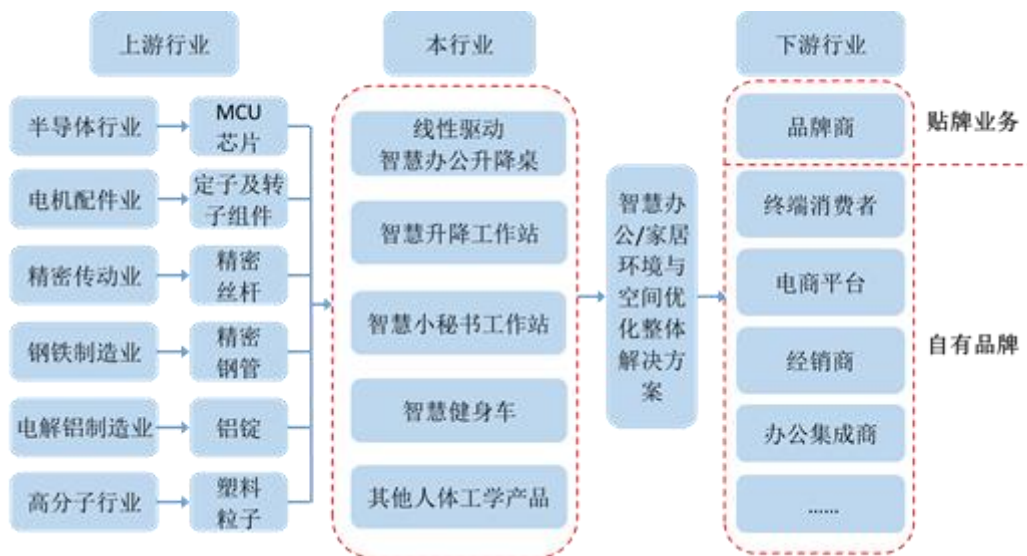 上游行业
本行业
下游行业
半导体行业
MCU
芯片
电机配件业
定子及转
子组件
精密传动业
精密
丝杆
钢铁制造业
精密
钢管
电解铝制造业
铝锭
高分子行业
塑料
粒子
线性驱动
智慧办公升降桌
智慧升降工作站
智慧小秘书工作站
智慧健身车
其他人体工学产品
智慧办
公/家居
环境与
空间优
化整体
解决方
案
品牌商
终端消费者
电商平台
经销商
办公集成商
......
贴牌业务
自有品牌